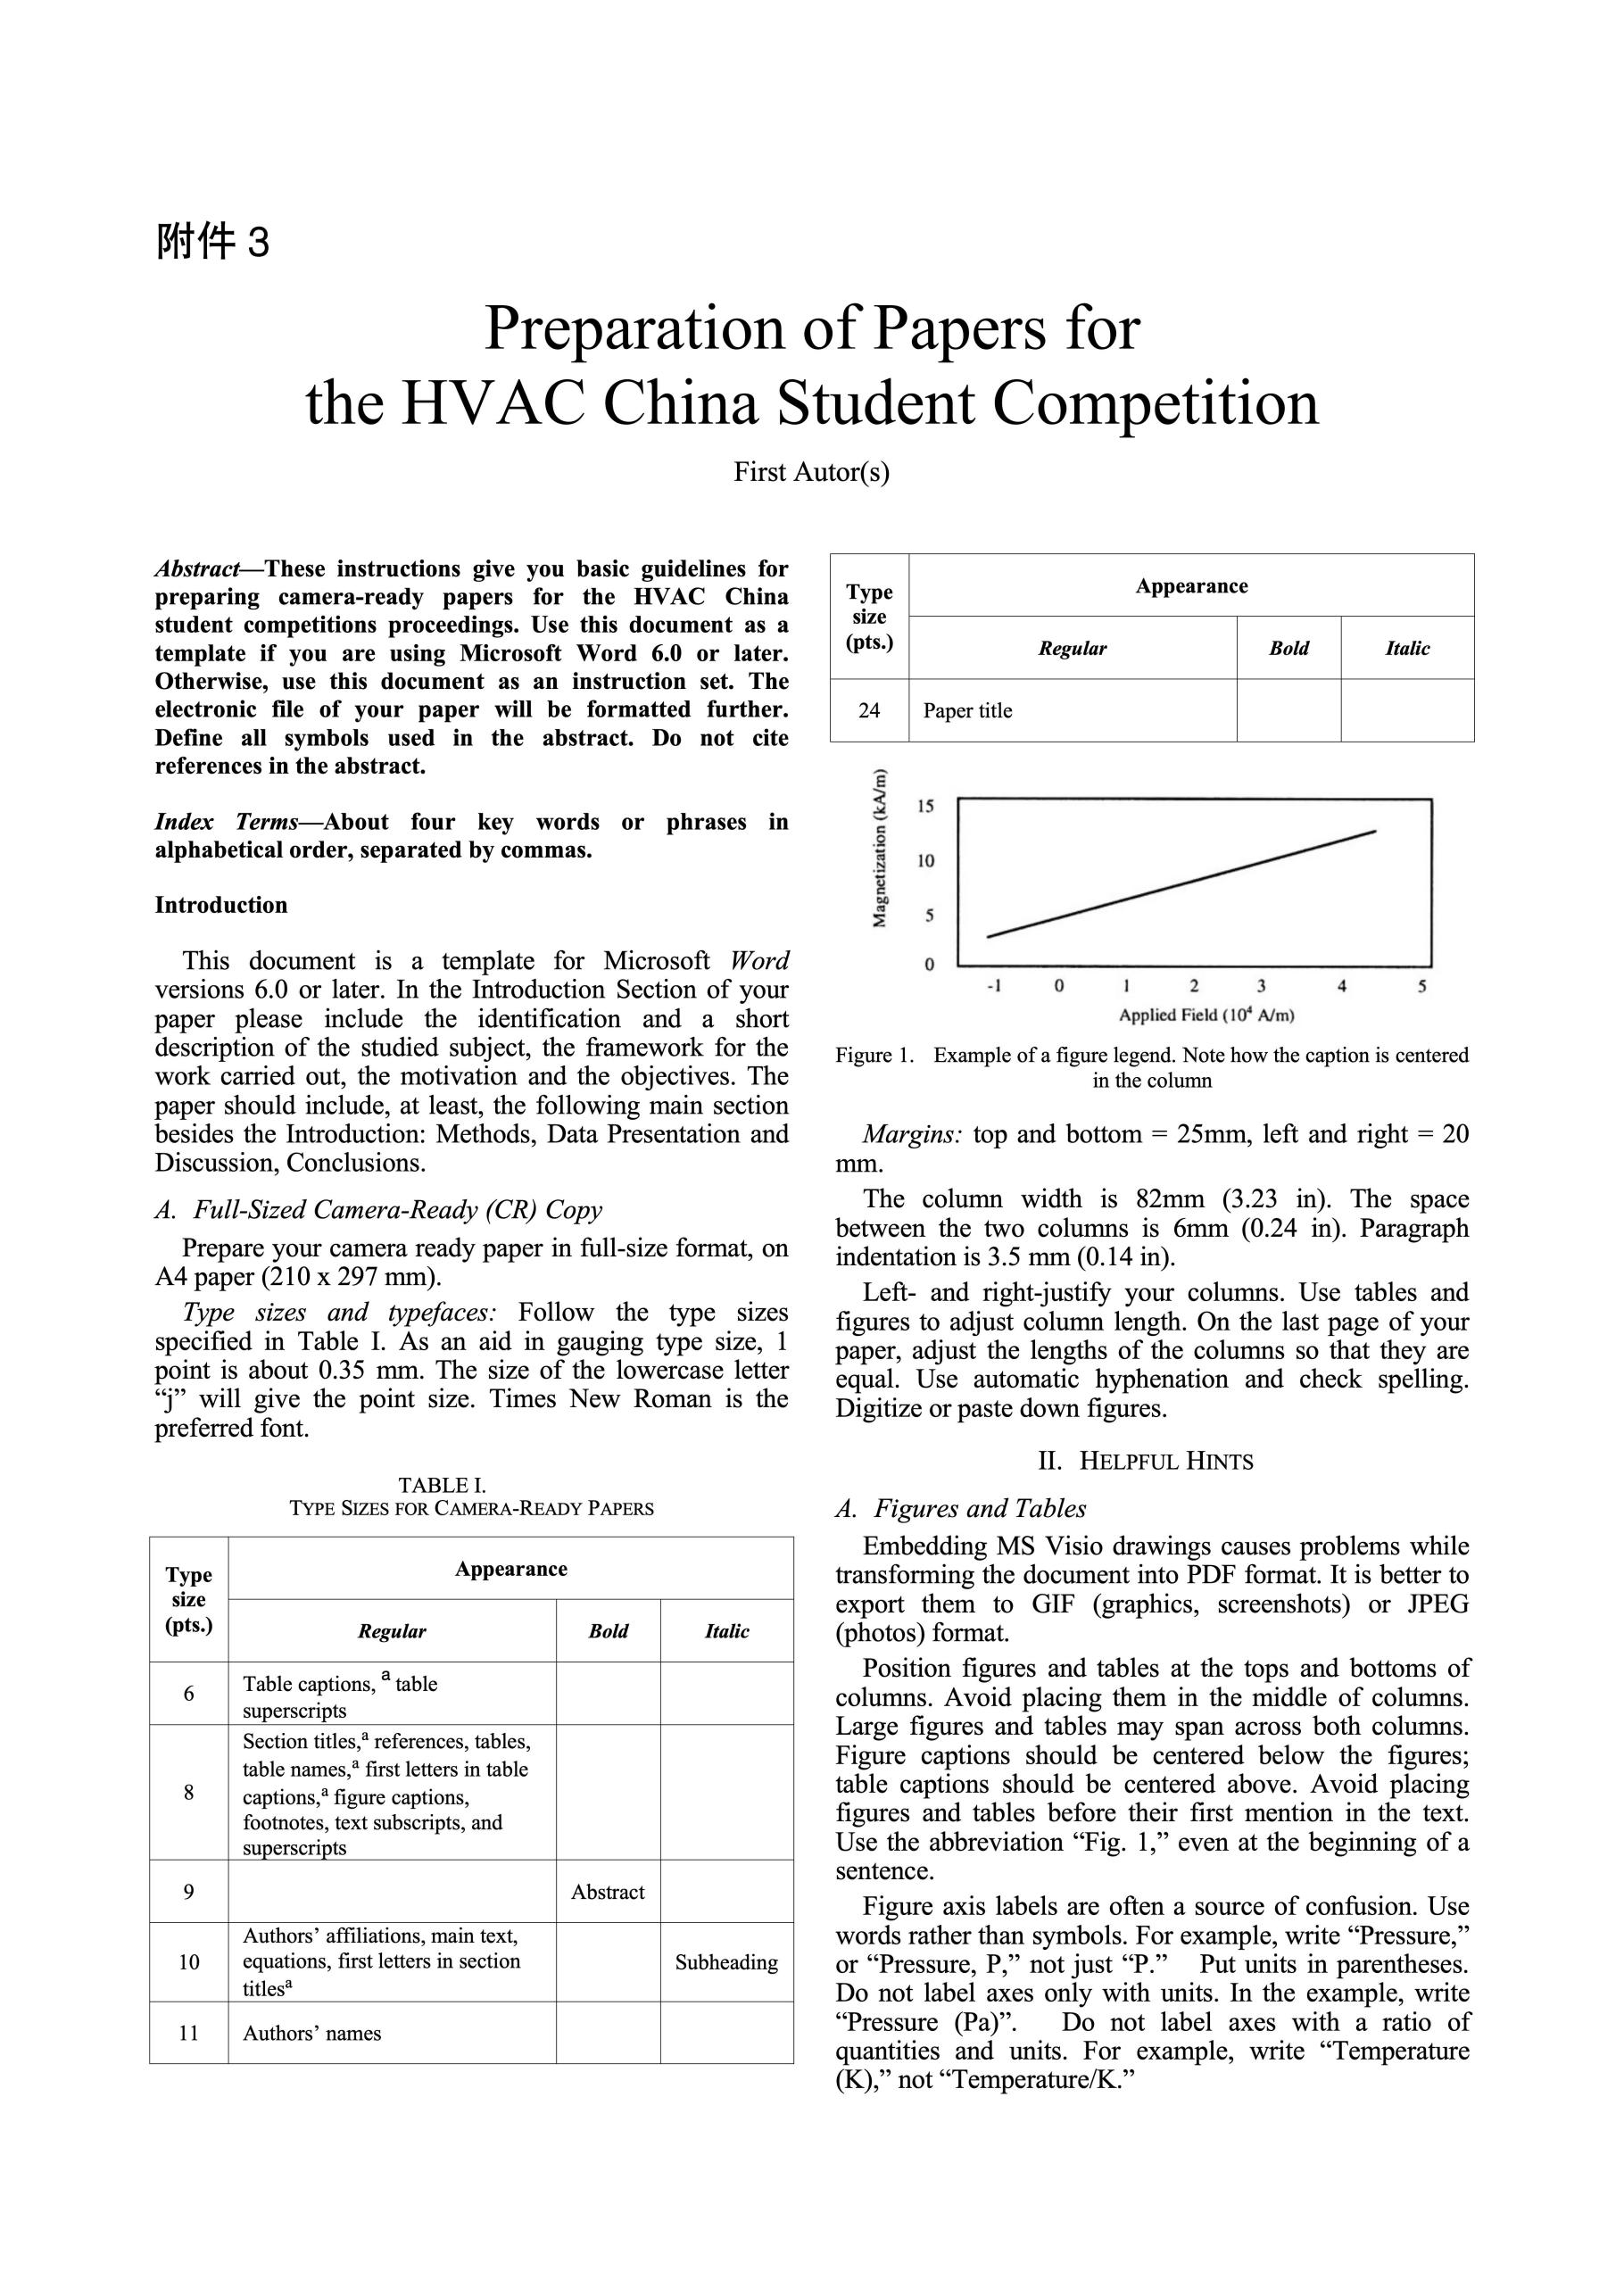 附件 3
Preparation of Papers for
the HVAC China Student Competition
First Autor(s)
Abstract—These instructions give you basic guidelines for
preparing camera-ready papers for the HVAC China
student competitions proceedings. Use this document as a
template if you are using Microsoft Word 6.0 or later.
Otherwise, use this document as an instruction set. The
electronic file of your paper will be formatted further.
Define all symbols used in the abstract. Do not cite
references in the abstract.
Index Terms—About four key words or phrases in
alphabetical order, separated by commas.
Introduction
This document is a template for Microsoft Word
versions 6.0 or later. In the Introduction Section of your
paper please include the identification and a short
description of the studied subject, the framework for the
work carried out, the motivation and the objectives. The
paper should include, at least, the following main section
besides the Introduction: Methods, Data Presentation and
Discussion, Conclusions.
A. Full-Sized Camera-Ready (CR) Copy
Prepare your camera ready paper in full-size format, on
A4 paper (210 x 297 mm).
Type sizes and typefaces: Follow the type sizes
specified in Table I. As an aid in gauging type size, 1
point is about 0.35 mm. The size of the lowercase letter
“j” will give the point size. Times New Roman is the
preferred font.
TABLE I.
TYPE SIZES FOR CAMERA-READY PAPERS
Type
size
(pts.)
Appearance
Regular Bold Italic
6 Table captions, a table
superscripts
8 Section titles,a references, tables,
table names,a first letters in table
captions,a figure captions,
footnotes, text subscripts, and
superscripts
9 Abstract
10 Authors’ affiliations, main text,
equations, first letters in section
titlesa
Subheading
11 Authors’ names
Type
size
(pts.)
Appearance
Regular Bold Italic
24 Paper title
Magnetization (kA/m)
15
10
5
0
-1 0 1 2 3 4 5
Applied Field (10⁴ A/m)
Figure 1. Example of a figure legend. Note how the caption is centered
in the column
Margins: top and bottom = 25mm, left and right = 20
mm.
The column width is 82mm (3.23 in). The space
between the two columns is 6mm (0.24 in). Paragraph
indentation is 3.5 mm (0.14 in).
Left- and right-justify your columns. Use tables and
figures to adjust column length. On the last page of your
paper, adjust the lengths of the columns so that they are
equal. Use automatic hyphenation and check spelling.
Digitize or paste down figures.
II. HELPFUL HINTS
A. Figures and Tables
Embedding MS Visio drawings causes problems while
transforming the document into PDF format. It is better to
export them to GIF (graphics, screenshots) or JPEG
(photos) format.
Position figures and tables at the tops and bottoms of
columns. Avoid placing them in the middle of columns.
Large figures and tables may span across both columns.
Figure captions should be centered below the figures;
table captions should be centered above. Avoid placing
figures and tables before their first mention in the text.
Use the abbreviation “Fig. 1,” even at the beginning of a
sentence.
Figure axis labels are often a source of confusion. Use
words rather than symbols. For example, write “Pressure,”
or “Pressure, P,” not just “P.” Put units in parentheses.
Do not label axes only with units. In the example, write
“Pressure (Pa)”. Do not label axes with a ratio of
quantities and units. For example, write “Temperature
(K),” not “Temperature/K.”